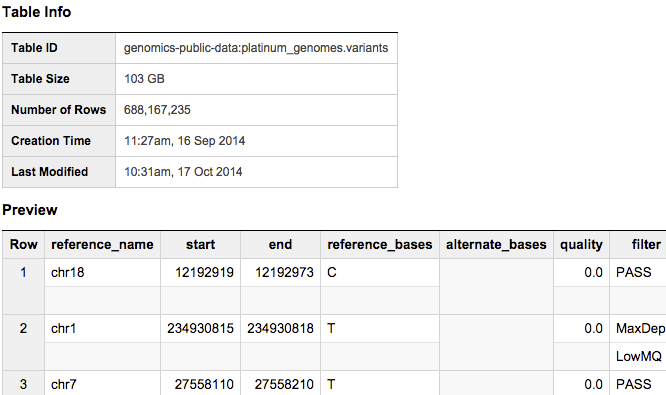 Table Info
Table ID genomics-public-data:platinum_genomes.variants
Table Size 103 GB
Number of Rows 688,167,235
Creation Time 11:27am, 16 Sep 2014
Last Modified 10:31am, 17 Oct 2014
Preview
Row reference_name start end reference_bases alternate_bases quality filter
1 chr18 12192919 12192973 C 0.0 PASS
2 chr1 234930815 234930818 T 0.0 MaxDep
LowMQ
3 chr7 27558110 27558210 T 0.0 PASS